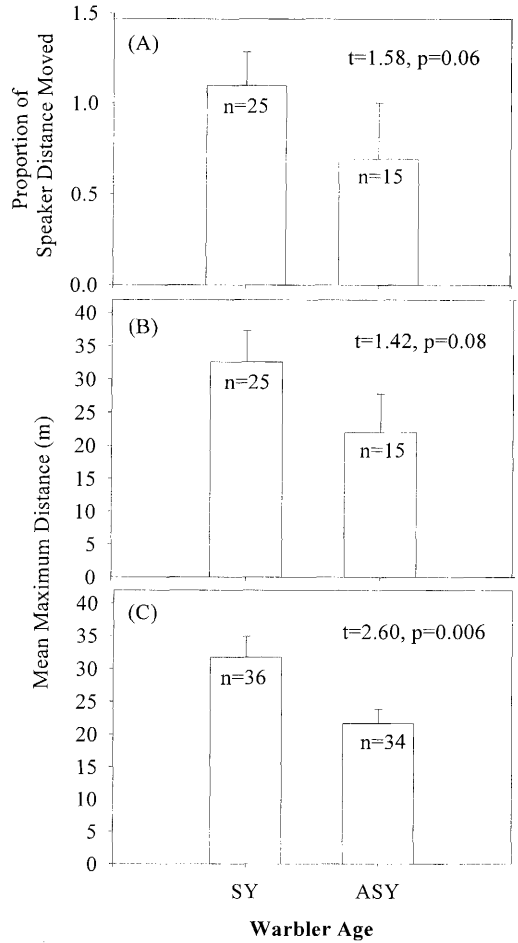 Proportion of
Speaker Distance Moved
1.5
1.0
0.5
0.0
(A)
t=1.58, p=0.06
n=25
n=15
Mean Maximum Distance (m)
40
35
30
25
20
15
10
5
0
(B)
t=1.42, p=0.08
n=25
n=15
40
35
30
25
20
15
10
5
0
(C)
t=2.60, p=0.006
n=36
n=34
SY
ASY
Warbler Age